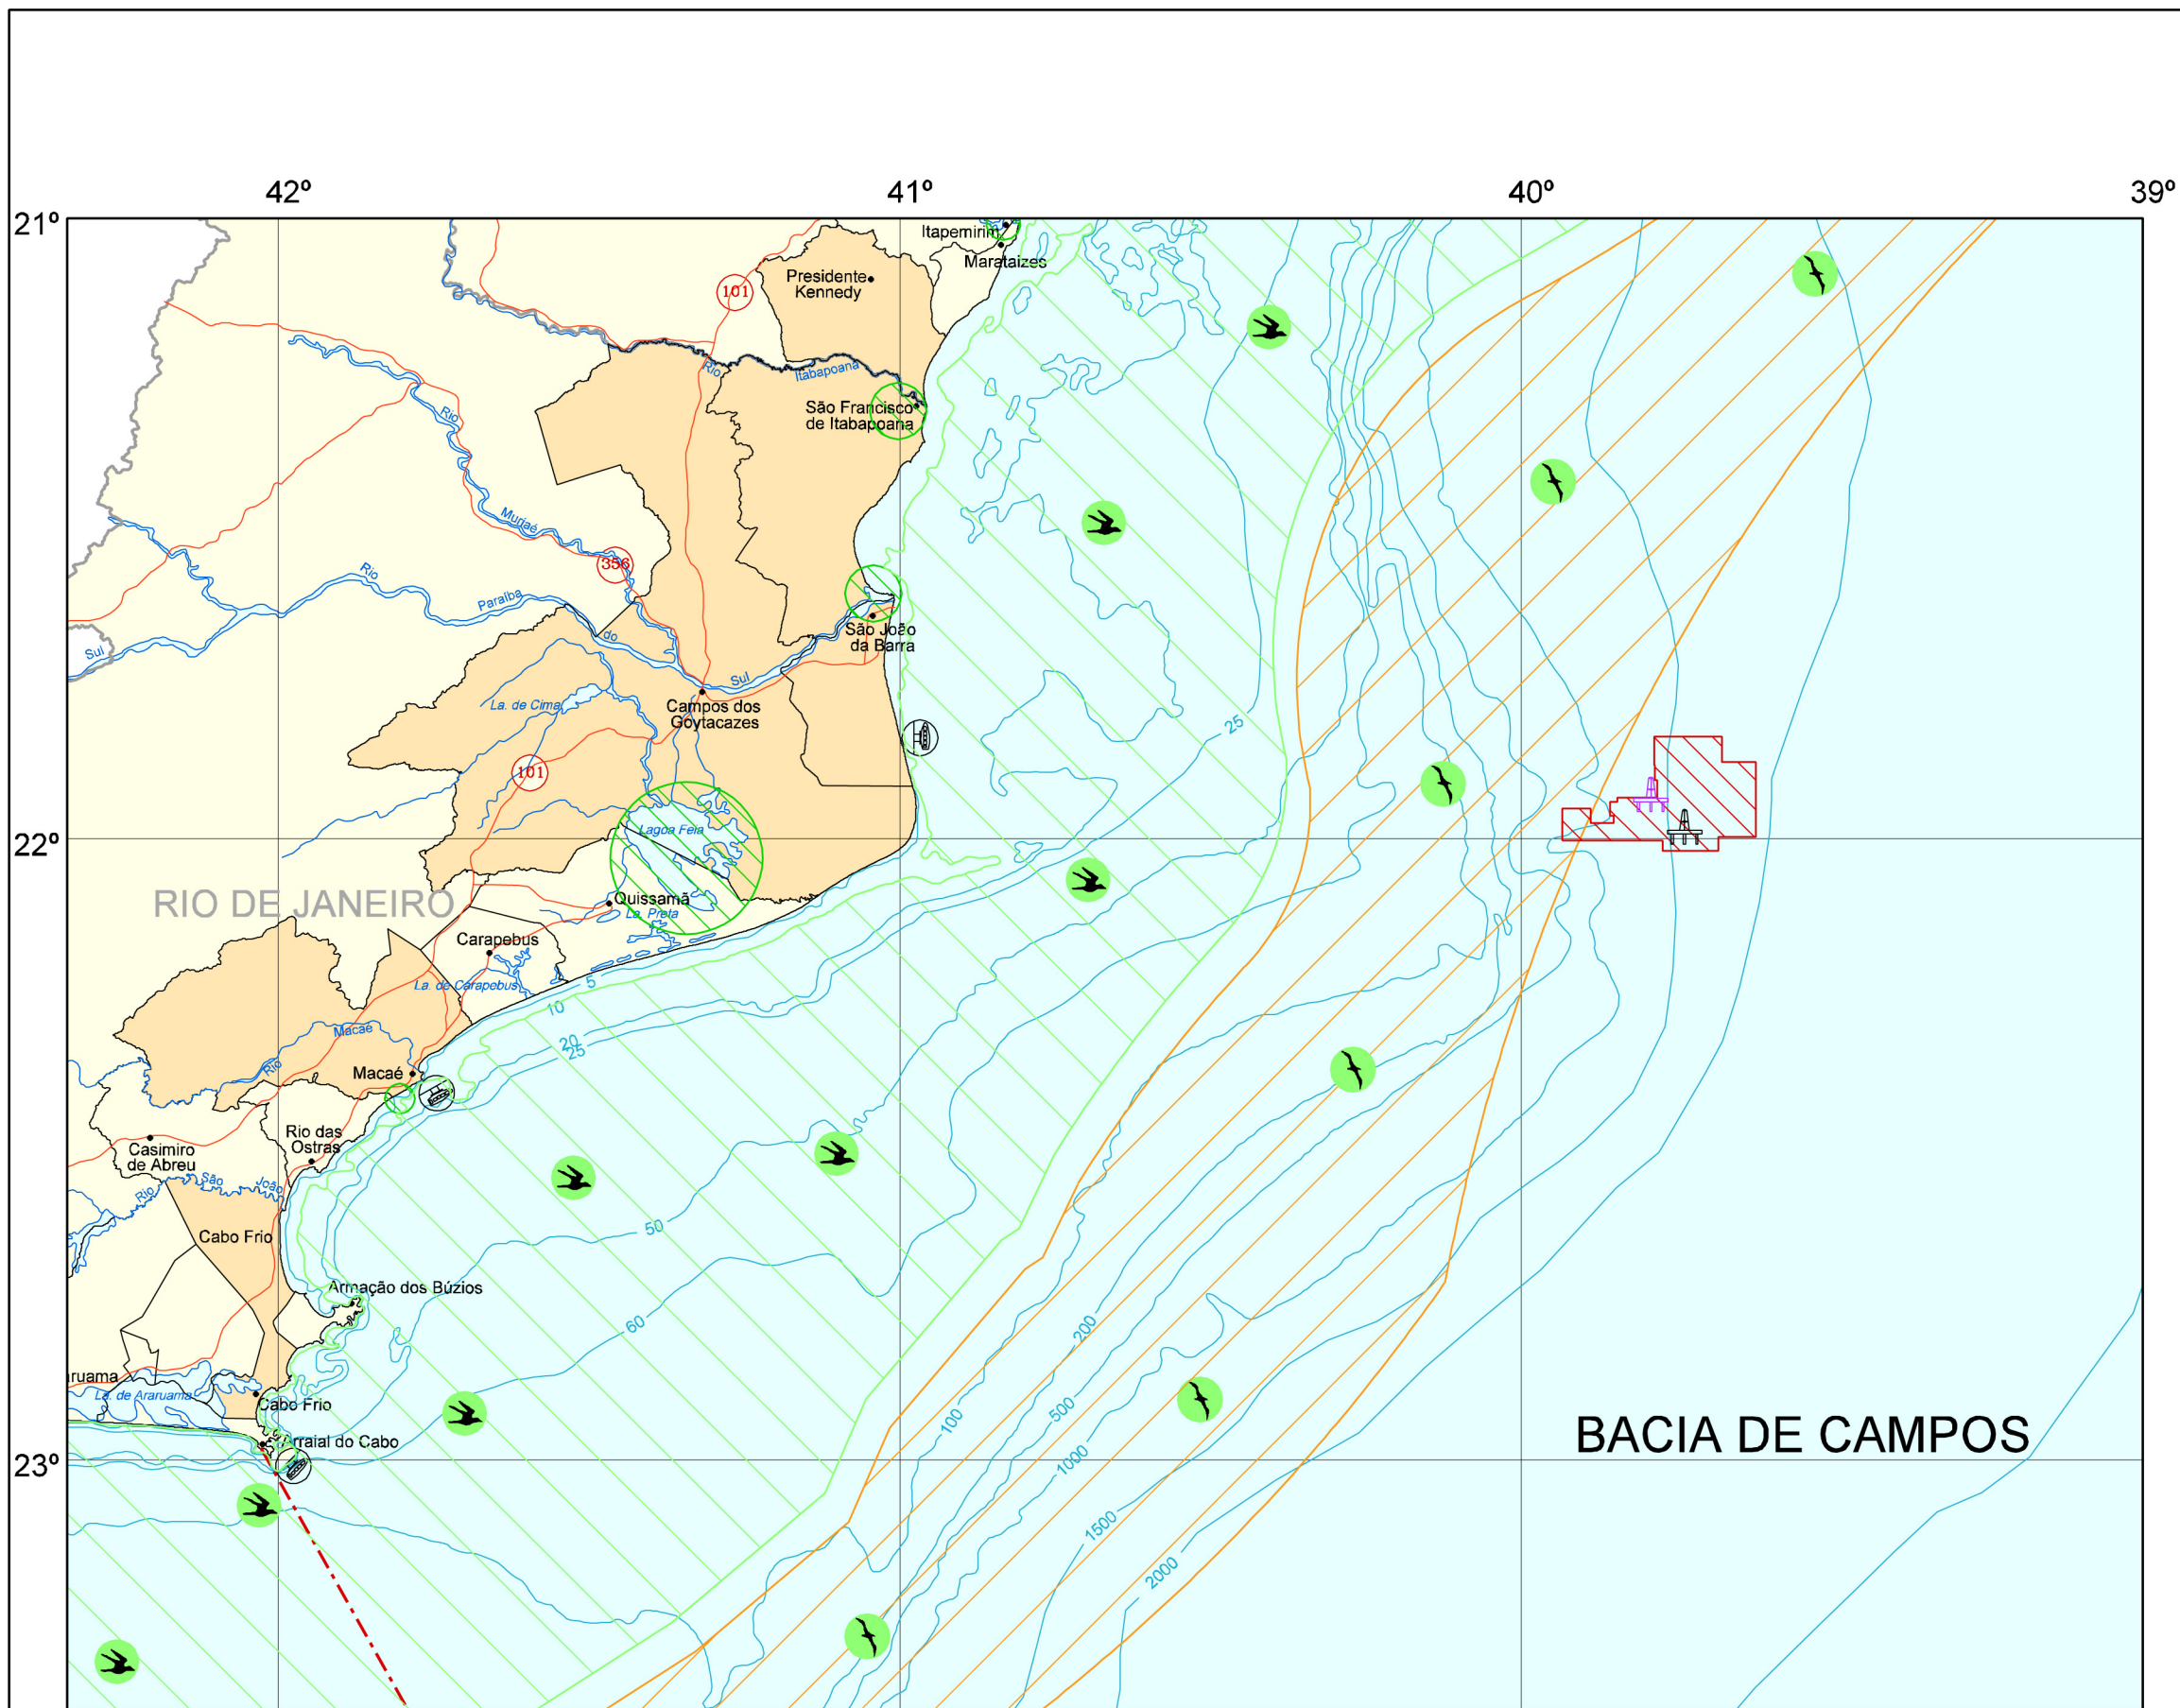 42º
41º
40º
39º
21º
Itapemirim
Marataizes
Presidente
Kennedy
101
Rio
Itabapoana
São Francisco
de Itabapoana
Rio
Muriaé
356
Rio
Paraíba
do
Sul
Sul
São João
da Barra
La. de Cima
Campos dos
Goytacazes
25
101
Lagoa Feia
22º
RIO DE JANEIRO
Quissamã
La. Preta
Carapebus
La. de Carapebus
5
10
20
25
Macaé
Rio
Macaé
Rio das
Ostras
Casimiro
de Abreu
Rio
São
João
50
Cabo Frio
Armação dos Búzios
60
200
ruama
La. de Araruama
Cabo Frio
100
500
1000
BACIA DE CAMPOS
rraial do Cabo
23º
1500
2000